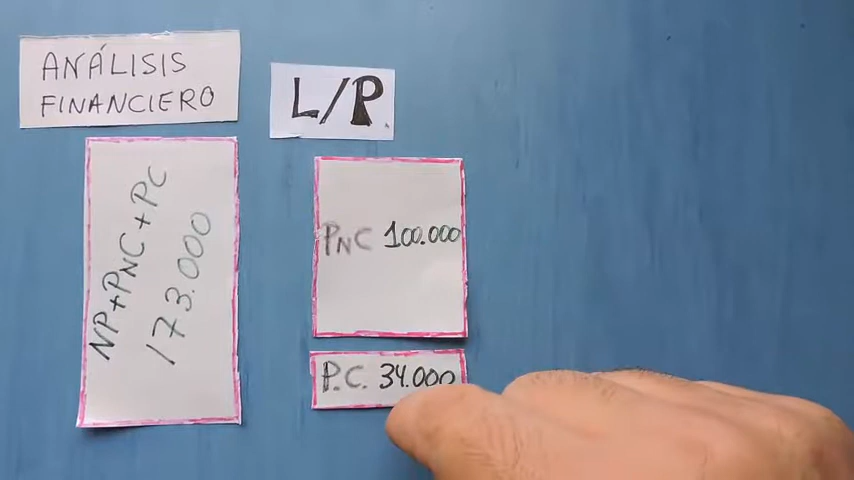 ANÁLISIS
FINANCIERO
L/P.
NP+PNC+PC
173.000
PNC 100.000
P.C. 34.000